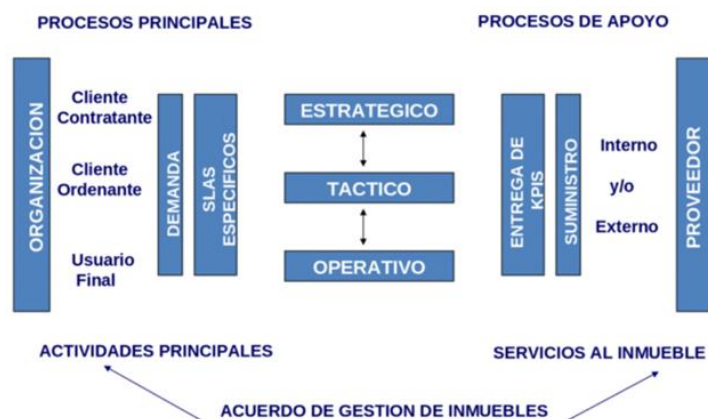 PROCESOS PRINCIPALES
PROCESOS DE APOYO
ORGANIZACION
Cliente
Contratante
Cliente
Ordenante
Usuario
Final
DEMANDA
SLAS
ESPECIFICOS
ESTRATEGICO
TACTICO
OPERATIVO
ENTREGA DE
KPIS
SUMINISTRO
Interno
y/o
Externo
PROVEEDOR
ACTIVIDADES PRINCIPALES
SERVICIOS AL INMUEBLE
ACUERDO DE GESTION DE INMUEBLES